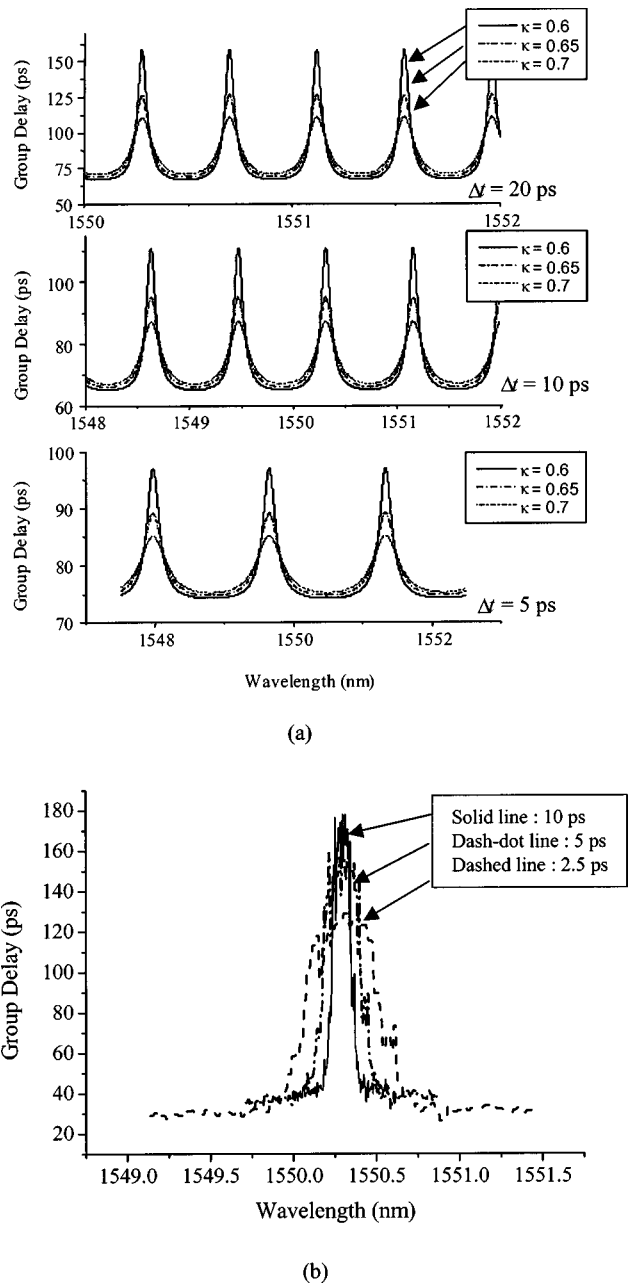 150
125
100
75
50
Group Delay (ps)
κ = 0.6
κ = 0.65
κ = 0.7
1550
1551
1552
Δt = 20 ps
100
80
60
Group Delay (ps)
κ = 0.6
κ = 0.65
κ = 0.7
1548
1549
1550
1551
1552
Δt = 10 ps
100
90
80
70
Group Delay (ps)
κ = 0.6
κ = 0.65
κ = 0.7
1548
1550
1552
Δt = 5 ps
Wavelength (nm)
(a)
180
160
140
120
100
80
60
40
20
Group Delay (ps)
Solid line : 10 ps
Dash-dot line : 5 ps
Dashed line : 2.5 ps
1549.0
1549.5
1550.0
1550.5
1551.0
1551.5
Wavelength (nm)
(b)